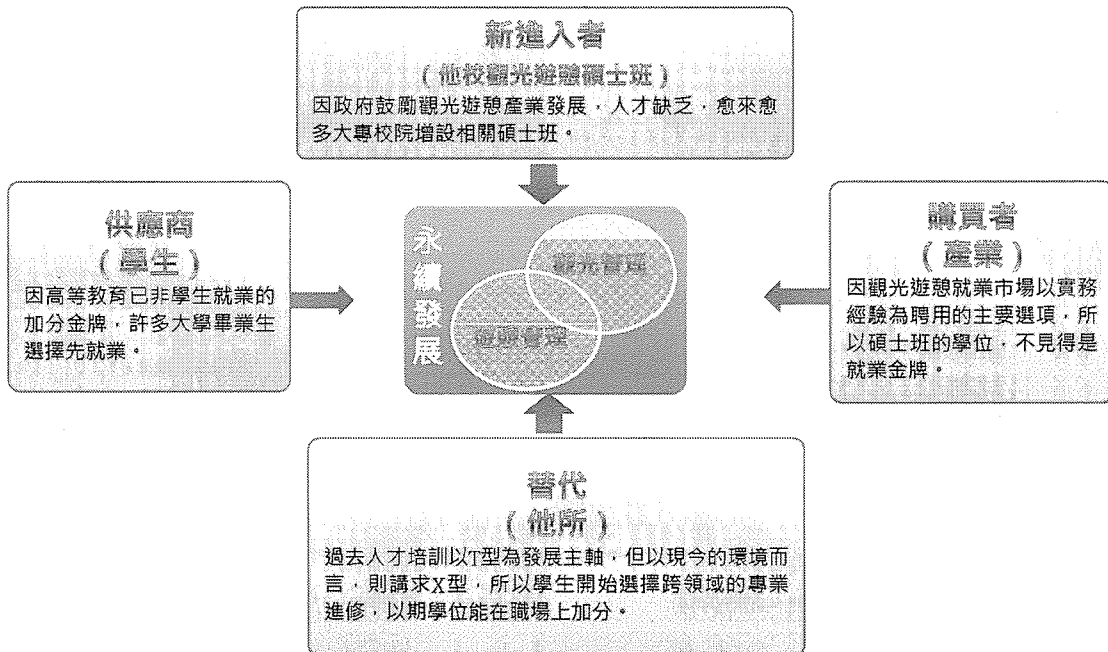 新進入者
(他校觀光遊憩碩士班)
因政府鼓勵觀光遊憩產業發展，人才缺乏，愈來愈
多大專校院增設相關碩士班。
供應商
(學生)
因高等教育已非學生就業的
加分金牌，許多大學畢業生
選擇先就業。
永續發展
觀光管理
遊憩管理
購買者
(產業)
因觀光遊憩就業市場以實務
經驗為聘用的主要選項，所
以碩士班的學位，不見得是
就業金牌。
替代
(他所)
過去人才培訓以T型為發展主軸，但以現今的環境而
言，則講求X型，所以學生開始選擇跨領域的專業
進修，以期學位能在職場上加分。